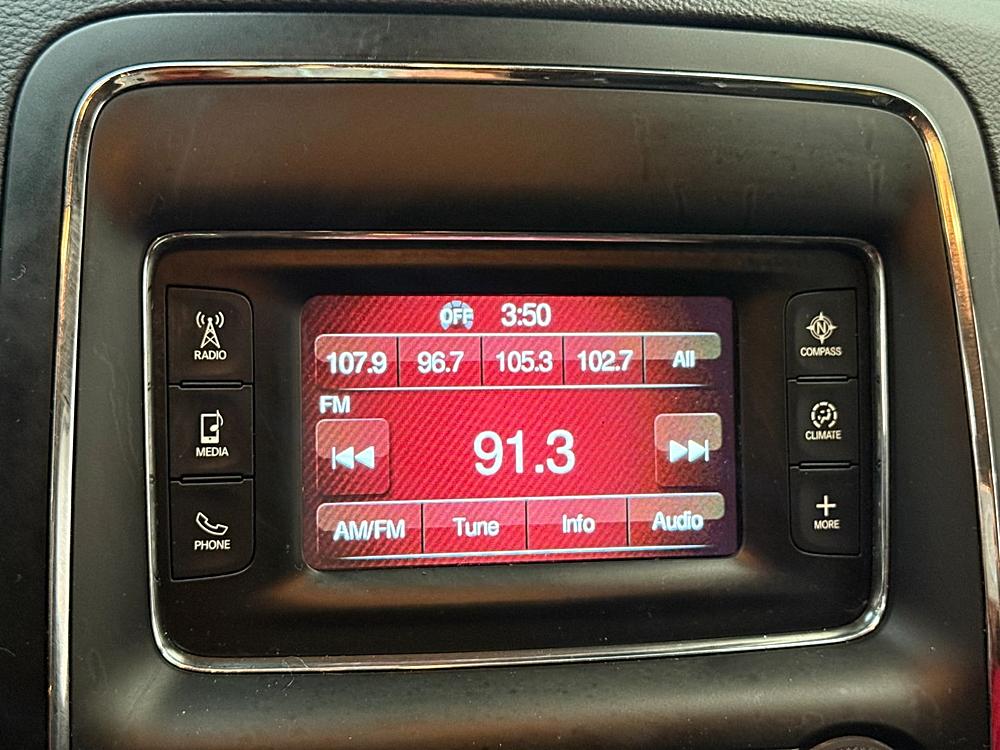 OFF 3:50
107.9 96.7 105.3 102.7 All
FM
91.3
AM/FM Tune Info Audio
RADIO
MEDIA
PHONE
N
COMPASS
CLIMATE
MORE